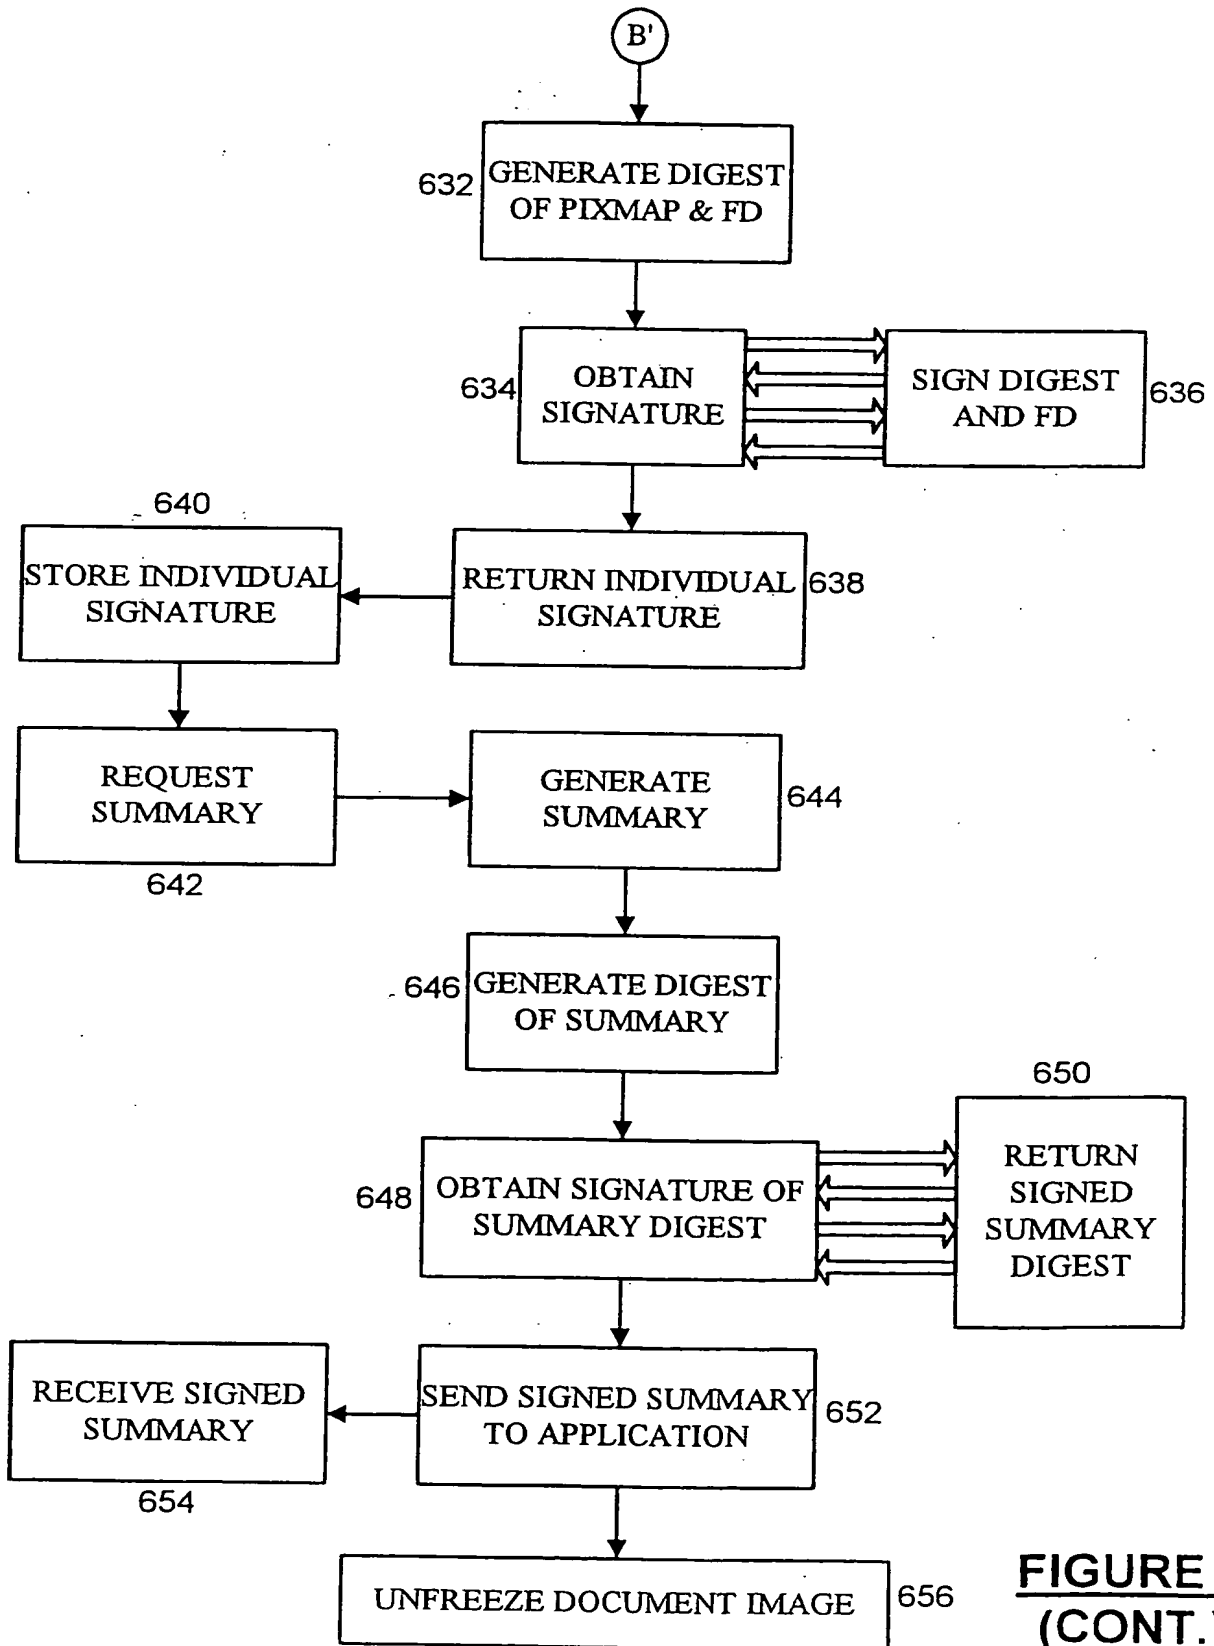 B'
632
GENERATE DIGEST
OF PIXMAP & FD
634
OBTAIN
SIGNATURE
SIGN DIGEST
AND FD
636
640
STORE INDIVIDUAL
SIGNATURE
RETURN INDIVIDUAL
SIGNATURE
638
REQUEST
SUMMARY
642
GENERATE
SUMMARY
644
646
GENERATE DIGEST
OF SUMMARY
648
OBTAIN SIGNATURE OF
SUMMARY DIGEST
650
RETURN
SIGNED
SUMMARY
DIGEST
RECEIVE SIGNED
SUMMARY
654
SEND SIGNED SUMMARY
TO APPLICATION
652
UNFREEZE DOCUMENT IMAGE
656
FIGURE
(CONT.)